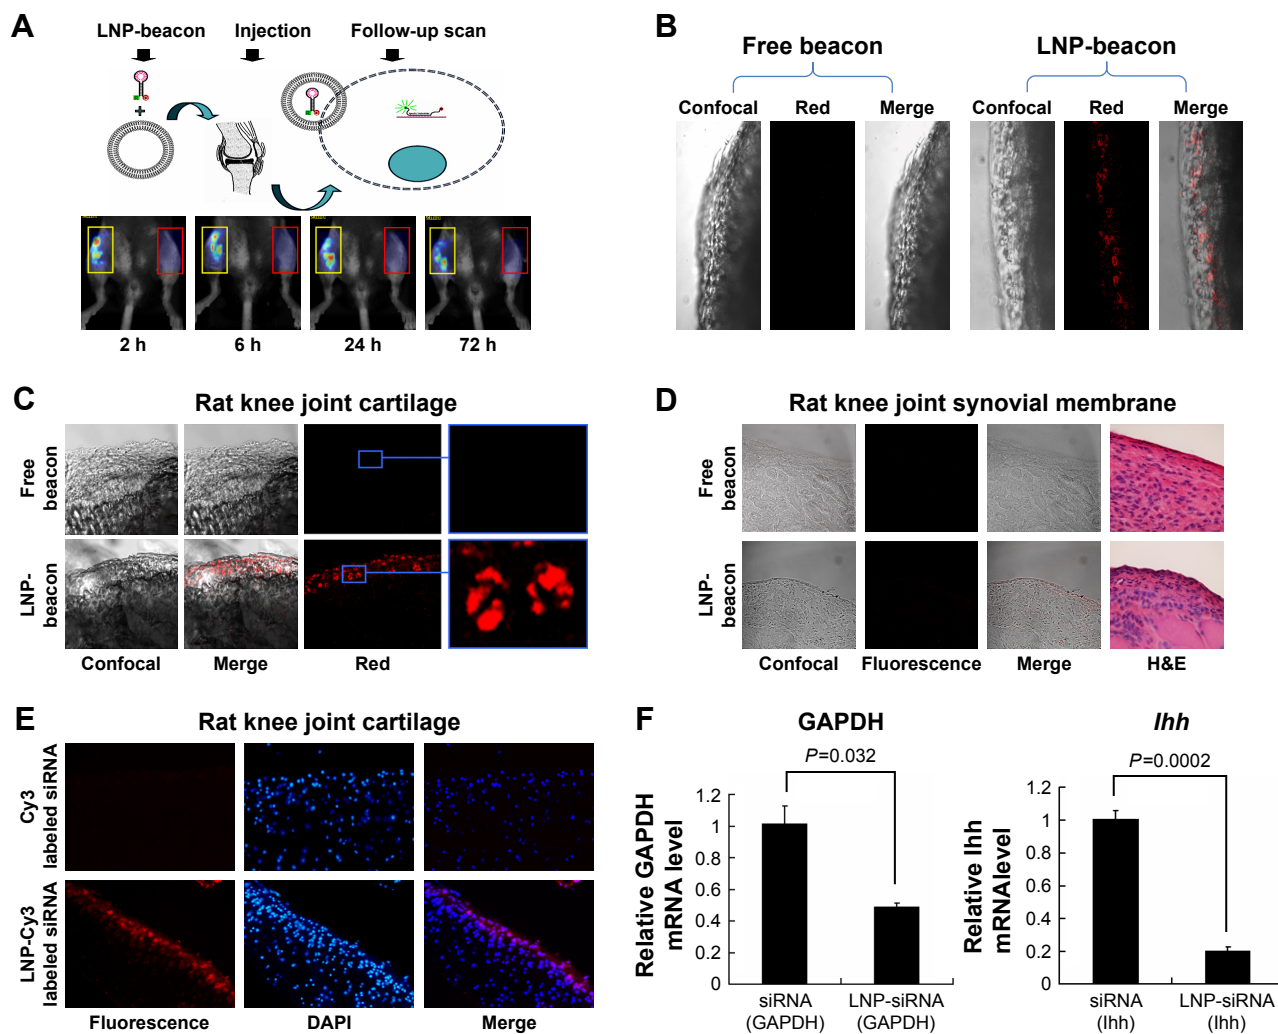 A
LNP-beacon Injection Follow-up scan
+
2 h 6 h 24 h 72 h
B
Free beacon LNP-beacon
Confocal Red Merge Confocal Red Merge
C
Rat knee joint cartilage
Free
beacon
LNP-
beacon
Confocal Merge Red
D
Rat knee joint synovial membrane
Free
beacon
LNP-
beacon
Confocal Fluorescence Merge H&E
E
Rat knee joint cartilage
Cy3
labeled siRNA
LNP-Cy3
labeled siRNA
Fluorescence DAPI Merge
F
GAPDH
P=0.032
Relative GAPDH
mRNA level
1.2
1
0.8
0.6
0.4
0.2
0
siRNA
(GAPDH)
LNP-siRNA
(GAPDH)
Ihh
P=0.0002
Relative Ihh
mRNAlevel
1.2
1
0.8
0.6
0.4
0.2
0
siRNA
(Ihh)
LNP-siRNA
(Ihh)